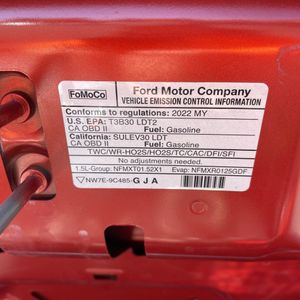 FoMoCo
Ford Motor Company
VEHICLE EMISSION CONTROL INFORMATION
Conforms to regulations: 2022 MY
U.S. EPA: T3B30 LDT2
CA OBD II Fuel: Gasoline
California: SULEV30 LDT
CA OBD II Fuel: Gasoline
TWC/WR-HO2S/HO2S/TC/CAC/DFI/SFI
No adjustments needed.
1.5L-Group: NFMXT01.52X1 Evap: NFMXR0125GDF
NW7E-9C485-G J A